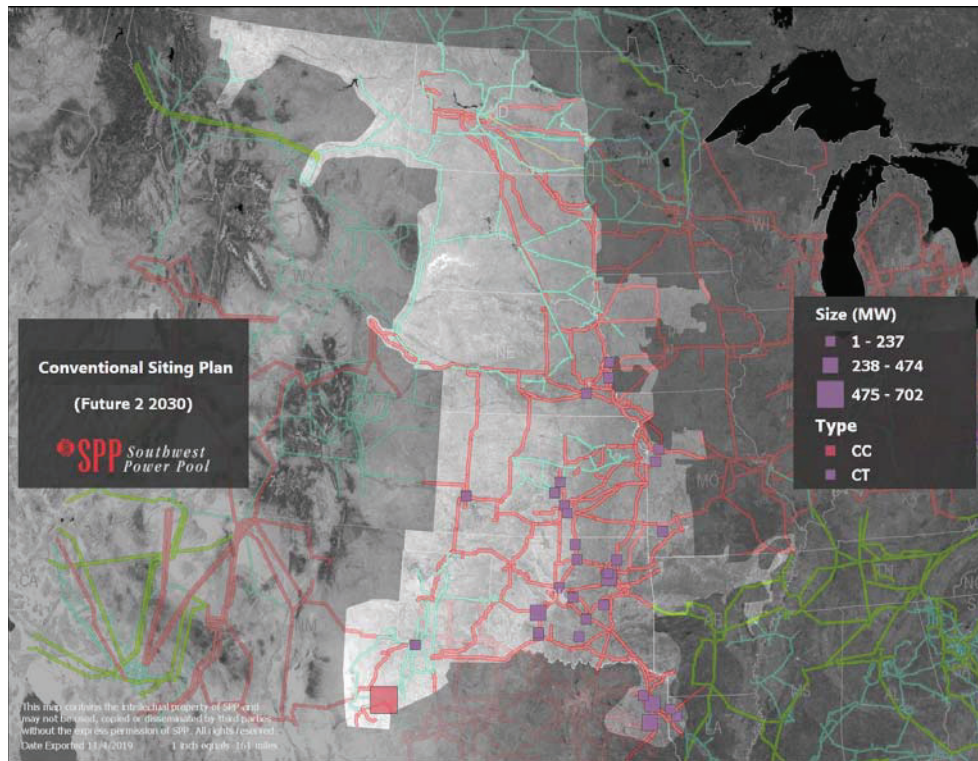 Conventional Siting Plan
(Future 2 2030)
SPP Southwest
Power Pool
Size (MW)
1 - 237
238 - 474
475 - 702
Type
CC
CT
WI
NE
MO
CA
LA
This map contains the intellectual property of SPP and
may not be used, copied or disseminated by third parties
without the express permission of SPP. All rights reserved.
Date Exported 11/4/2019 1 inch equals 161 miles